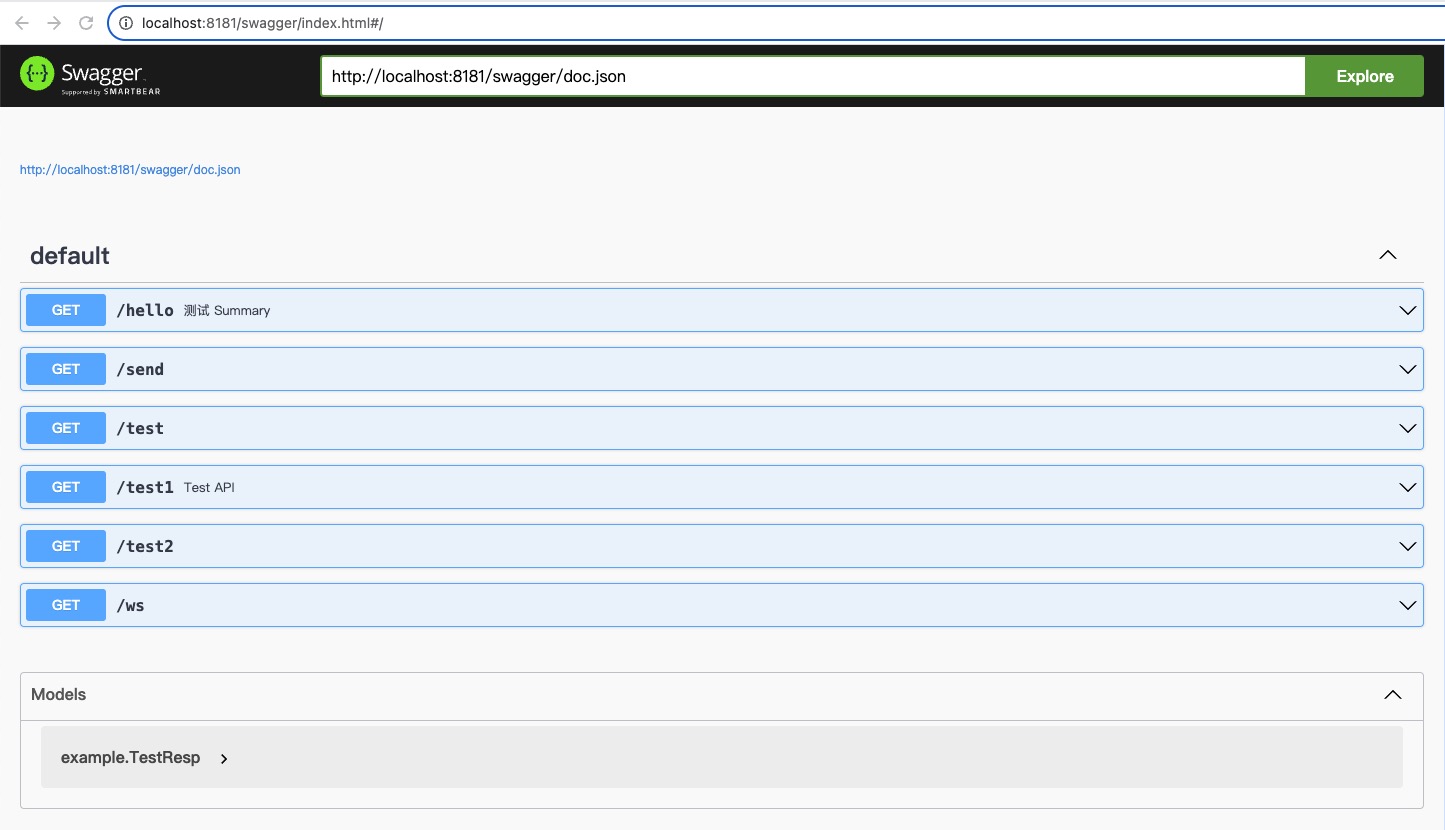 localhost:8181/swagger/index.html#/
Swagger
Supported by SMARTBEAR
http://localhost:8181/swagger/doc.json
Explore
http://localhost:8181/swagger/doc.json
default
GET /hello 测试 Summary
GET /send
GET /test
GET /test1 Test API
GET /test2
GET /ws
Models
example.TestResp